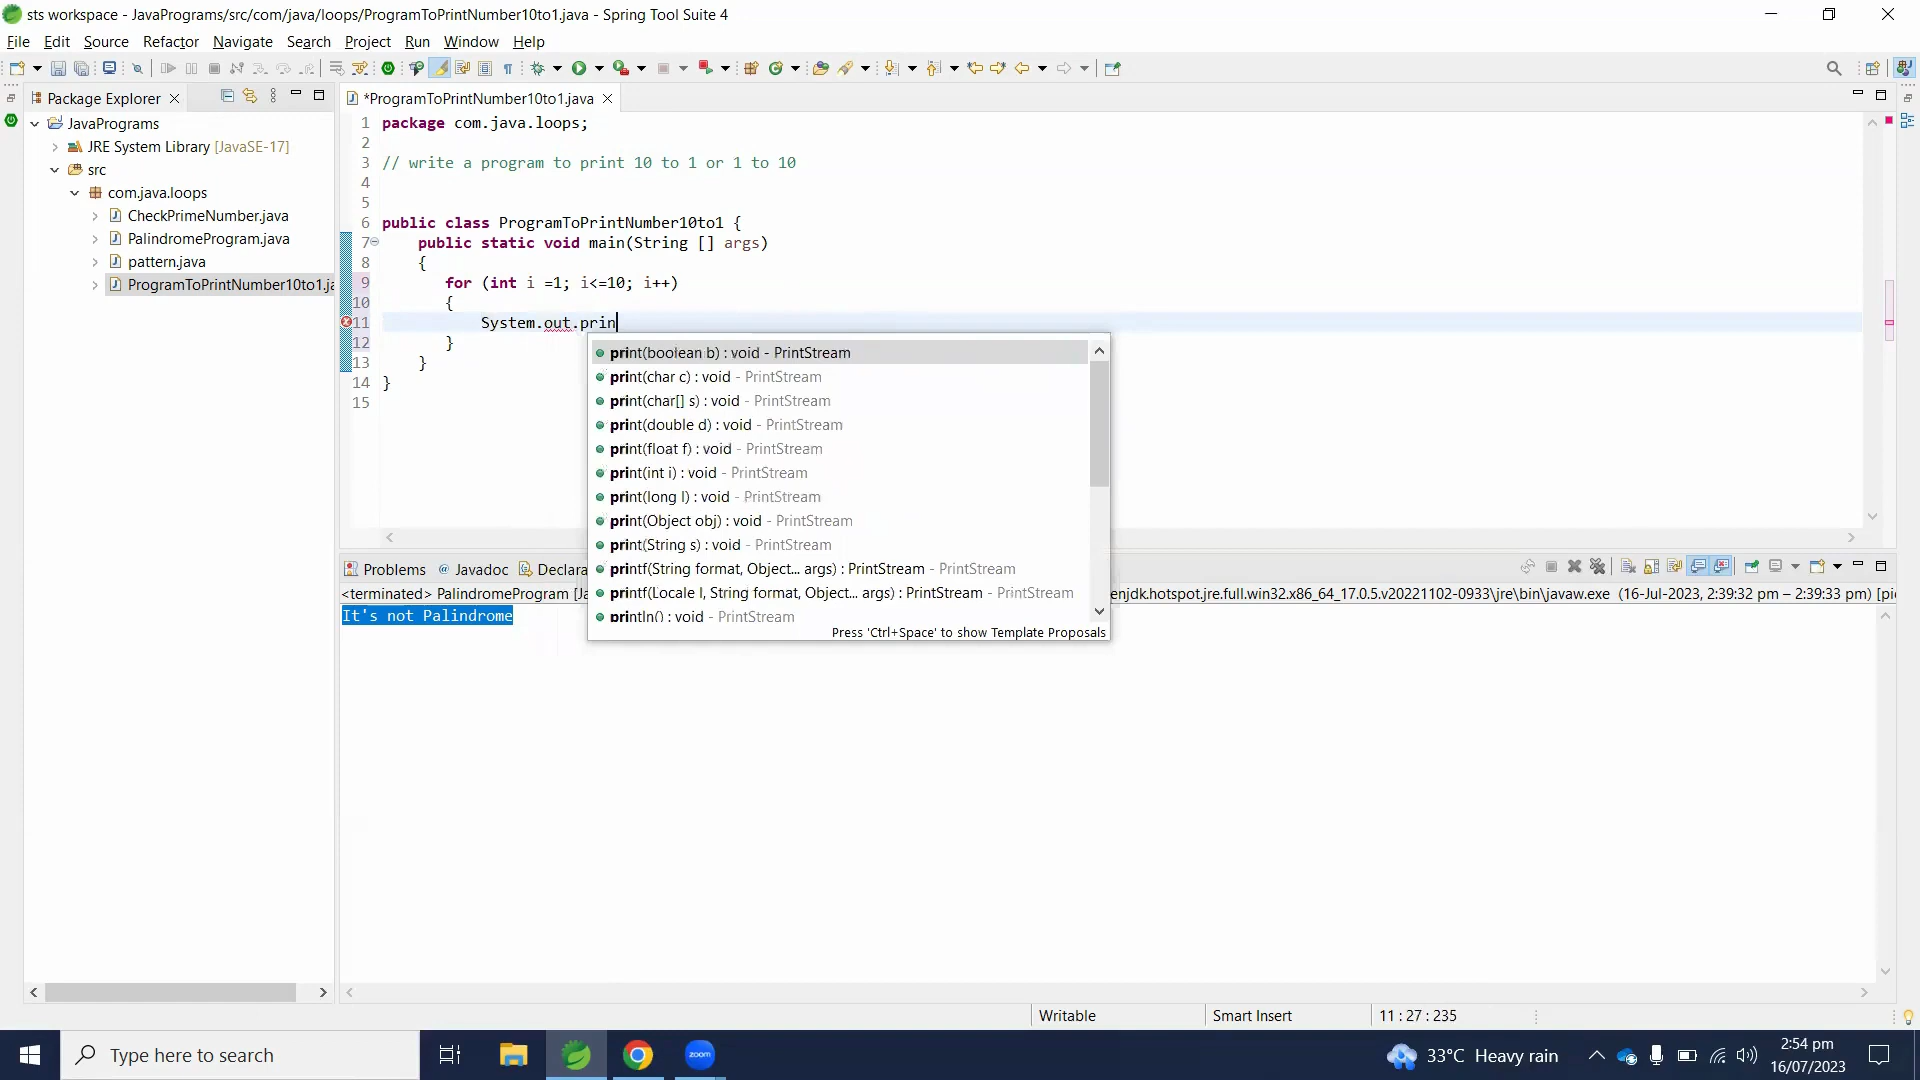 sts workspace - JavaPrograms/src/com/java/loops/ProgramToPrintNumber10to1.java - Spring Tool Suite 4
File Edit Source Refactor Navigate Search Project Run Window Help
Package Explorer
*ProgramToPrintNumber10to1.java
JavaPrograms
JRE System Library [JavaSE-17]
src
com.java.loops
CheckPrimeNumber.java
PalindromeProgram.java
pattern.java
ProgramToPrintNumber10to1.ja
1 package com.java.loops;
2
3 // write a program to print 10 to 1 or 1 to 10
4
5
6 public class ProgramToPrintNumber10to1 {
7 public static void main(String [] args)
8 {
9 for (int i =1; i<=10; i++)
10 {
11 System.out.prin
12 }
13 }
14 }
15
print(boolean b) : void - PrintStream
print(char c) : void - PrintStream
print(char[] s) : void - PrintStream
print(double d) : void - PrintStream
print(float f) : void - PrintStream
print(int i) : void - PrintStream
print(long l) : void - PrintStream
print(Object obj) : void - PrintStream
print(String s) : void - PrintStream
printf(String format, Object... args) : PrintStream - PrintStream
printf(Locale l, String format, Object... args) : PrintStream - PrintStream
println() : void - PrintStream
Press 'Ctrl+Space' to show Template Proposals
Problems @ Javadoc Declara
<terminated> PalindromeProgram [Ja
enjdk.hotspot.jre.full.win32.x86_64_17.0.5.v20221102-0933\jre\bin\javaw.exe (16-Jul-2023, 2:39:32 pm – 2:39:33 pm) [pi
It's not Palindrome
Writable Smart Insert 11 : 27 : 235
Type here to search
zoom
33°C Heavy rain
2:54 pm
16/07/2023